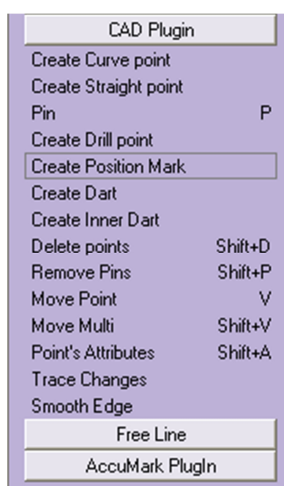 CAD Plugin
Create Curve point
Create Straight point
Pin P
Create Drill point
Create Position Mark
Create Dart
Create Inner Dart
Delete points Shift+D
Remove Pins Shift+P
Move Point V
Move Multi Shift+V
Point's Attributes Shift+A
Trace Changes
Smooth Edge
Free Line
AccuMark PlugIn